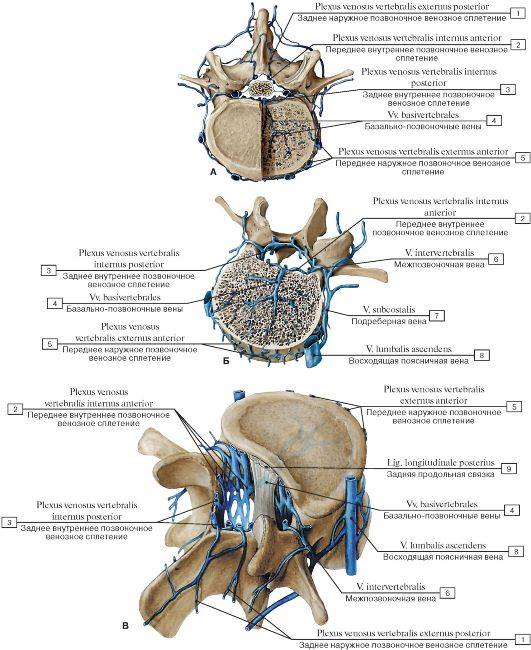 Plexus venosus vertebralis externus posterior
Заднее наружное позвоночное венозное сплетение
1
Plexus venosus vertebralis internus anterior
Переднее внутреннее позвоночное венозное
сплетение
2
Plexus venosus vertebralis internus
posterior
Заднее внутреннее позвоночное
венозное сплетение
3
Vv. basivertebrales
Базально-позвоночные вены
4
Plexus venosus vertebralis externus anterior
Переднее наружное позвоночное венозное
сплетение
5
А
Plexus venosus vertebralis internus
anterior
Переднее внутреннее
позвоночное венозное сплетение
2
Plexus venosus vertebralis
internus posterior
Заднее внутреннее позвоночное
венозное сплетение
3
V. intervertebralis
Межпозвоночная вена
6
Vv. basivertebrales
Базально-позвоночные вены
4
V. subcostalis
Подреберная вена
7
Plexus venosus
vertebralis externus anterior
Переднее наружное позвоночное
венозное сплетение
5
Б
V. lumbalis ascendens
Восходящая поясничная вена
8
Plexus venosus
vertebralis internus anterior
Переднее внутреннее позвоночное
венозное сплетение
2
Plexus venosus vertebralis
externus anterior
Переднее наружное позвоночное
венозное сплетение
5
Lig. longitudinale posterius
Задняя продольная связка
9
Plexus venosus vertebralis
internus posterior
Заднее внутреннее позвоночное
венозное сплетение
3
Vv. basivertebrales
Базально-позвоночные вены
4
V. lumbalis ascendens
Восходящая поясничная вена
8
V. intervertebralis
Межпозвоночная вена
6
В
Plexus venosus vertebralis externus posterior
Заднее наружное позвоночное венозное сплетение
1